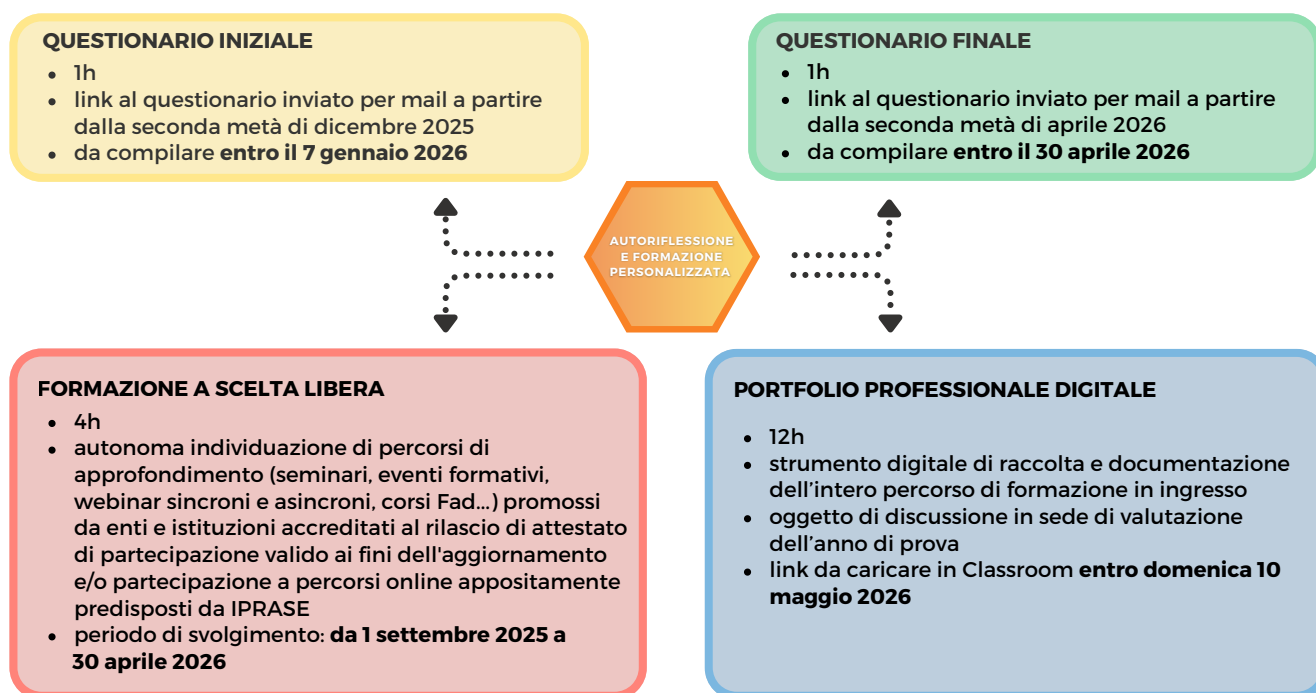 QUESTIONARIO INIZIALE
• 1h
• link al questionario inviato per mail a partire
dalla seconda metà di dicembre 2025
• da compilare entro il 7 gennaio 2026
QUESTIONARIO FINALE
• 1h
• link al questionario inviato per mail a partire
dalla seconda metà di aprile 2026
• da compilare entro il 30 aprile 2026
AUTORIFLESSIONE
E FORMAZIONE
PERSONALIZZATA
FORMAZIONE A SCELTA LIBERA
• 4h
• autonoma individuazione di percorsi di
approfondimento (seminari, eventi formativi,
webinar sincroni e asincroni, corsi Fad...) promossi
da enti e istituzioni accreditati al rilascio di attestato
di partecipazione valido ai fini dell'aggiornamento
e/o partecipazione a percorsi online appositamente
predisposti da IPRASE
• periodo di svolgimento: da 1 settembre 2025 a
30 aprile 2026
PORTFOLIO PROFESSIONALE DIGITALE
• 12h
• strumento digitale di raccolta e documentazione
dell’intero percorso di formazione in ingresso
• oggetto di discussione in sede di valutazione
dell’anno di prova
• link da caricare in Classroom entro domenica 10
maggio 2026